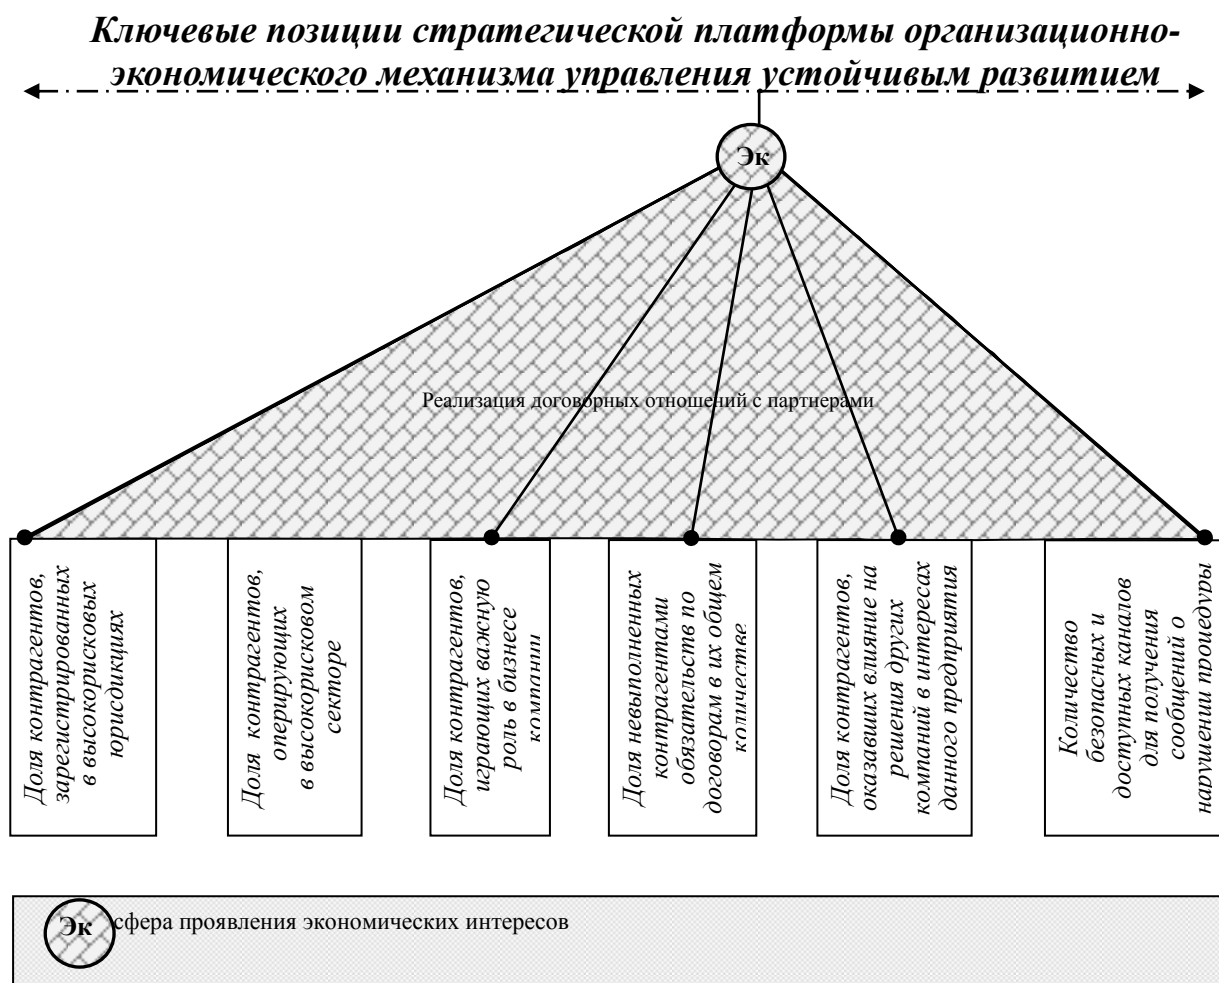 Ключевые позиции стратегической платформы организационно-
экономического механизма управления устойчивым развитием
Эк
Реализация договорных отношений с партнерами
Доля контрагентов,
зарегистрированных
в высокорисковых
юрисдикциях
Доля контрагентов,
оперирующих
в высокорисковом
секторе
Доля контрагентов,
играющих важную
роль в бизнесе
компании
Доля невыполненных
контрагентами
обязательств по
договорам в их общем
количестве
Доля контрагентов,
оказавших влияние на
решения других
компаний в интересах
данного предприятия
Количество
безопасных и
доступных каналов
для получения
сообщений о
нарушении процедуры
Эк сфера проявления экономических интересов